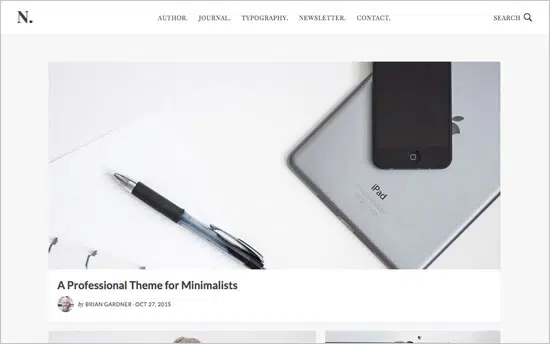 N.
AUTHOR. JOURNAL. TYPOGRAPHY. NEWSLETTER. CONTACT. SEARCH
iPad
A Professional Theme for Minimalists
by BRIAN GARDNER · OCT 27, 2015